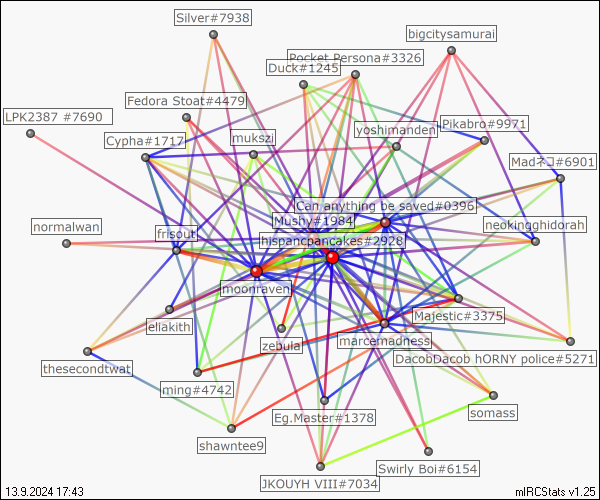 Silver#7938
bigcitysamurai
Pocket Persona#3326
Duck#1245
Fedora Stoat#4479
LPK2387 #7690
Pikabro#9971
yoshimanden
Cypha#1717
mukszi
Madネコ#6901
Can anything be saved#0396
Mushy#1984
normalwan
neokingghidorah
frisout
hispancpancakes#2928
moonraven
eliakith
Majestic#3375
zebula
marcemadness
DacobDacob hORNY police#5271
thesecondtwat
ming#4742
Eg.Master#1378
somass
shawntee9
Swirly Boi#6154
JKOUYH VIII#7034
13.9.2024 17:43
mIRCStats v1.25